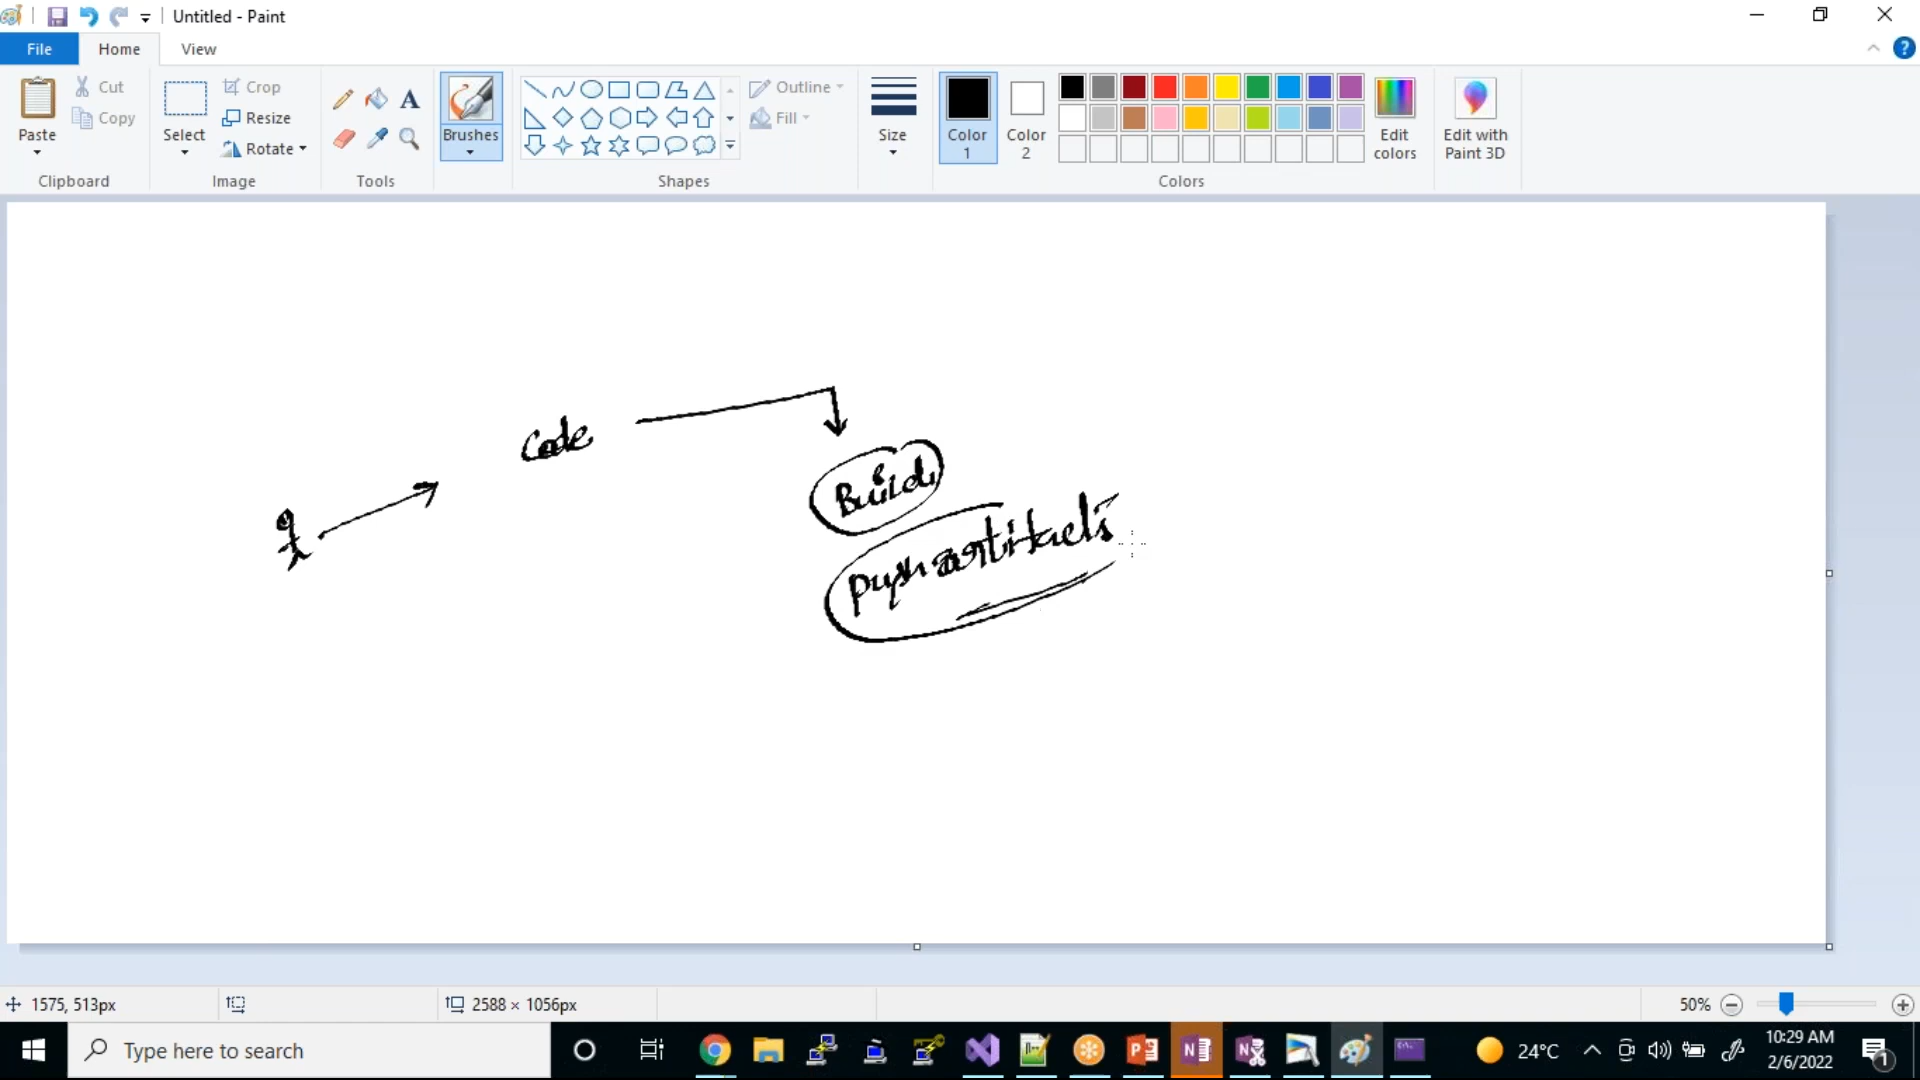 Untitled - Paint
File Home View
Paste
Cut
Copy
Clipboard
Select
Crop
Resize
Rotate
Image
Tools
Brushes
Shapes
Outline
Fill
Size
Color 1
Color 2
Colors
Edit colors
Edit with Paint 3D
Code
Build
push artifacts
1575, 513px
2588 × 1056px
50%
Type here to search
24°C
10:29 AM
2/6/2022
1